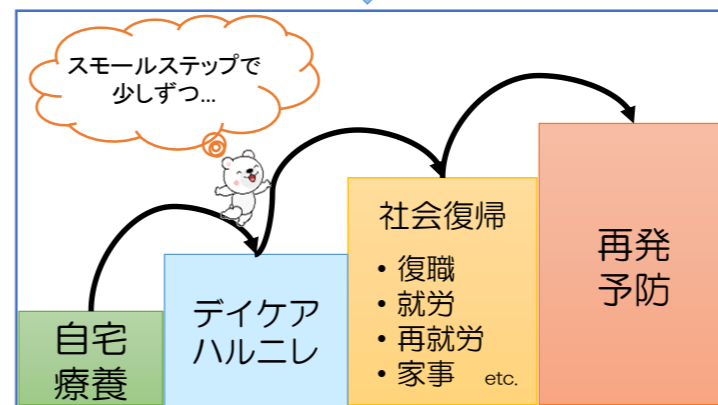 スモールステップで
少しずつ...
自宅
療養
デイケア
ハルニレ
社会復帰
• 復職
• 就労
• 再就労
• 家事 etc.
再発
予防